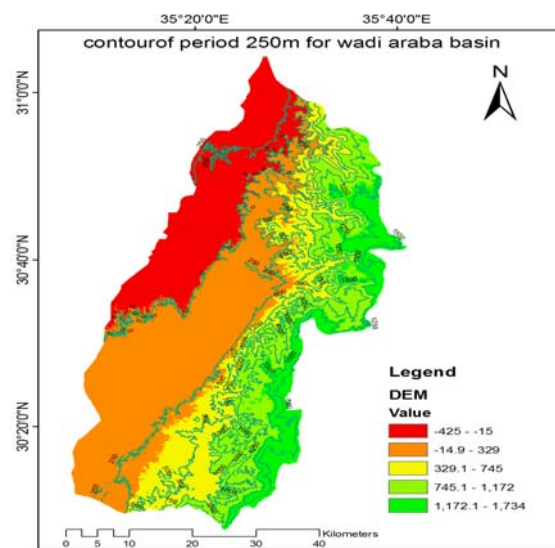 35°20'0"E 35°40'0"E
contourof period 250m for wadi araba basin
N
31°0'0"N
30°40'0"N
30°20'0"N
Legend
DEM
Value
-425 - -15
-14.9 - 329
329.1 - 745
745.1 - 1,172
1,172.1 - 1,734
Kilometers
0 5 10 20 30 40